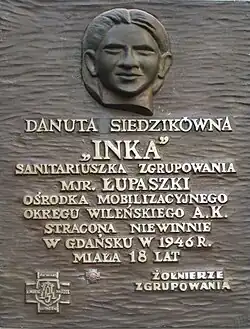 DANUTA SIEDZIKÓWNA
„INKA"
SANITARIUSZKA ZGRUPOWANIA
MJR. ŁUPASZKI
OŚRODKA MOBILIZACYJNEGO
OKRĘGU WILEŃSKIEGO A.K.
STRACONA NIEWINNIE
W GDAŃSKU W 1946 R.
MIAŁA 18 LAT
ŻOŁNIERZE
ZGRUPOWANIA